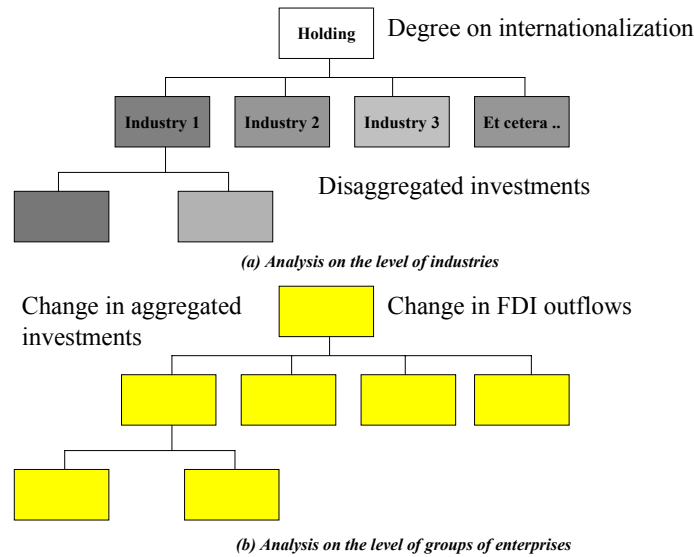 Holding
Degree on internationalization
Industry 1
Industry 2
Industry 3
Et cetera ..
Disaggregated investments
(a) Analysis on the level of industries
Change in aggregated
investments
Change in FDI outflows
(b) Analysis on the level of groups of enterprises